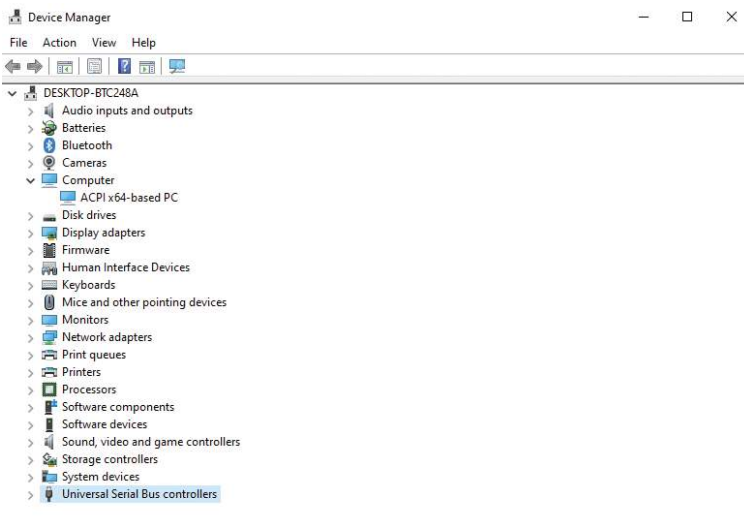 Device Manager
File Action View Help
DESKTOP-BTC248A
Audio inputs and outputs
Batteries
Bluetooth
Cameras
Computer
ACPI x64-based PC
Disk drives
Display adapters
Firmware
Human Interface Devices
Keyboards
Mice and other pointing devices
Monitors
Network adapters
Print queues
Printers
Processors
Software components
Software devices
Sound, video and game controllers
Storage controllers
System devices
Universal Serial Bus controllers